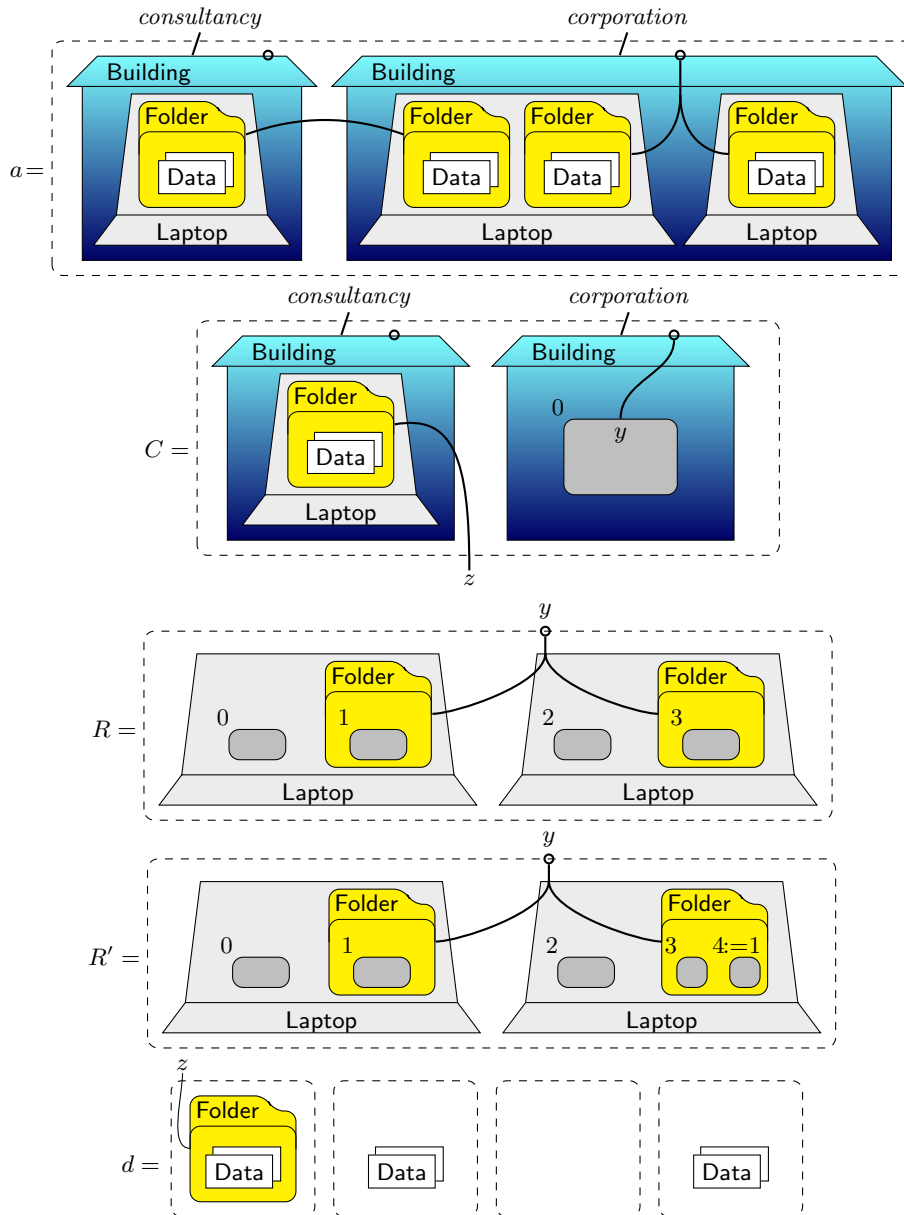 consultancy corporation
Building Building
Folder Folder Folder Folder
a =
Data Data Data Data
Laptop Laptop Laptop
consultancy corporation
Building Building
Folder 0
y
C =
Data
Laptop
z
y
Folder Folder
0 1 2 3
R =
Laptop Laptop
y
Folder Folder
0 1 2 3 4:=1
R′ =
Laptop Laptop
z
Folder
d =
Data Data Data